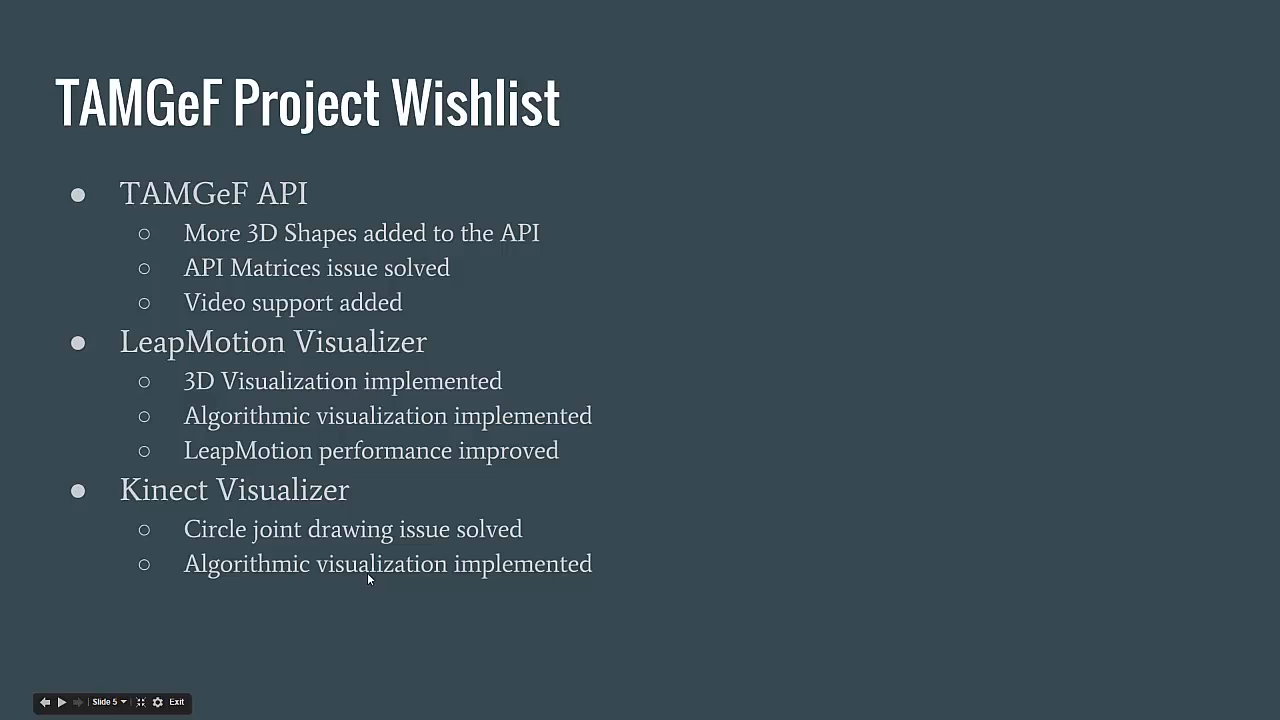 TAMGeF Project Wishlist
● TAMGeF API
○ More 3D Shapes added to the API
○ API Matrices issue solved
○ Video support added
● LeapMotion Visualizer
○ 3D Visualization implemented
○ Algorithmic visualization implemented
○ LeapMotion performance improved
● Kinect Visualizer
○ Circle joint drawing issue solved
○ Algorithmic visualization implemented
Slide 5 Exit